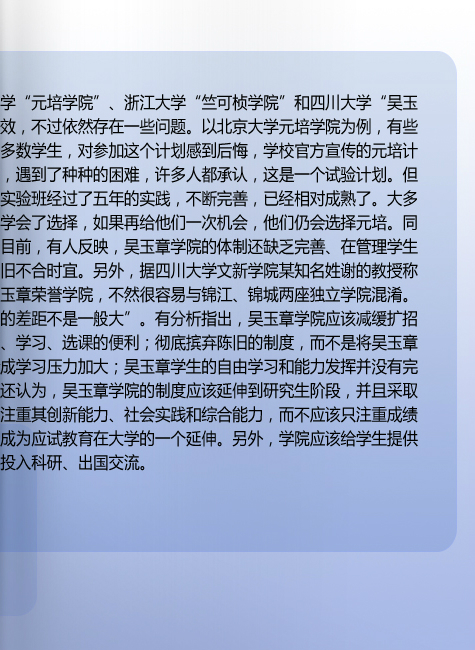 学“元培学院”、浙江大学“竺可桢学院”和四川大学“吴玉
效，不过依然存在一些问题。以北京大学元培学院为例，有些
多数学生，对参加这个计划感到后悔，学校官方宣传的元培计
，遇到了种种的困难，许多人都承认，这是一个试验计划。但
实验班经过了五年的实践，不断完善，已经相对成熟了。大多
学会了选择，如果再给他们一次机会，他们仍会选择元培。同
目前，有人反映，吴玉章学院的体制还缺乏完善、在管理学生
旧不合时宜。另外，据四川大学文新学院某知名姓谢的教授称
玉章荣誉学院，不然很容易与锦江、锦城两座独立学院混淆。
的差距不是一般大”。有分析指出，吴玉章学院应该减缓扩招
、学习、选课的便利；彻底摈弃陈旧的制度，而不是将吴玉章
成学习压力加大；吴玉章学生的自由学习和能力发挥并没有完
还认为，吴玉章学院的制度应该延伸到研究生阶段，并且采取
注重其创新能力、社会实践和综合能力，而不应该只注重成绩
成为应试教育在大学的一个延伸。另外，学院应该给学生提供
投入科研、出国交流。